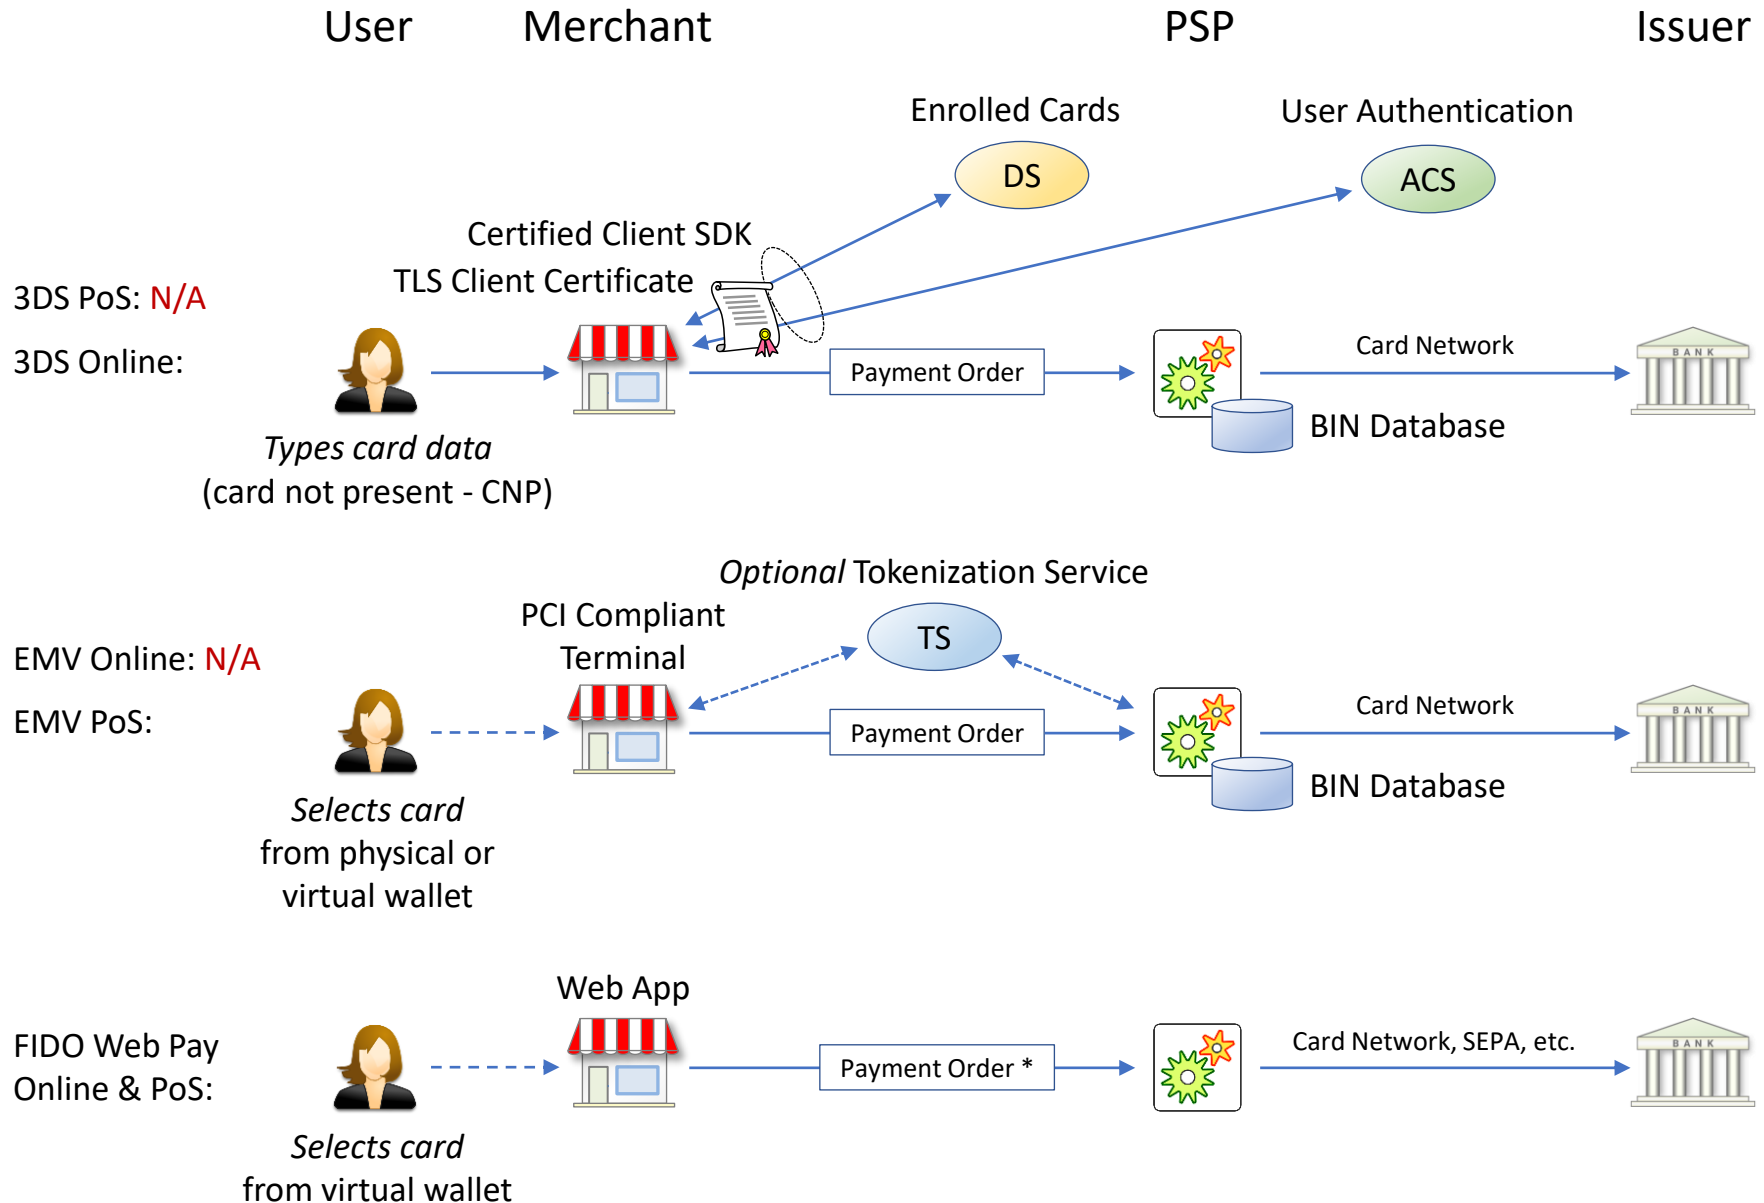 User Merchant PSP Issuer
Enrolled Cards
User Authentication
DS
ACS
Certified Client SDK
TLS Client Certificate
3DS PoS: N/A
3DS Online:
Payment Order
Card Network
BANK
BIN Database
Types card data
(card not present - CNP)
Optional Tokenization Service
PCI Compliant
Terminal
TS
EMV Online: N/A
EMV PoS:
Payment Order
Card Network
BANK
BIN Database
Selects card
from physical or
virtual wallet
Web App
FIDO Web Pay
Online & PoS:
Payment Order *
Card Network, SEPA, etc.
BANK
Selects card
from virtual wallet